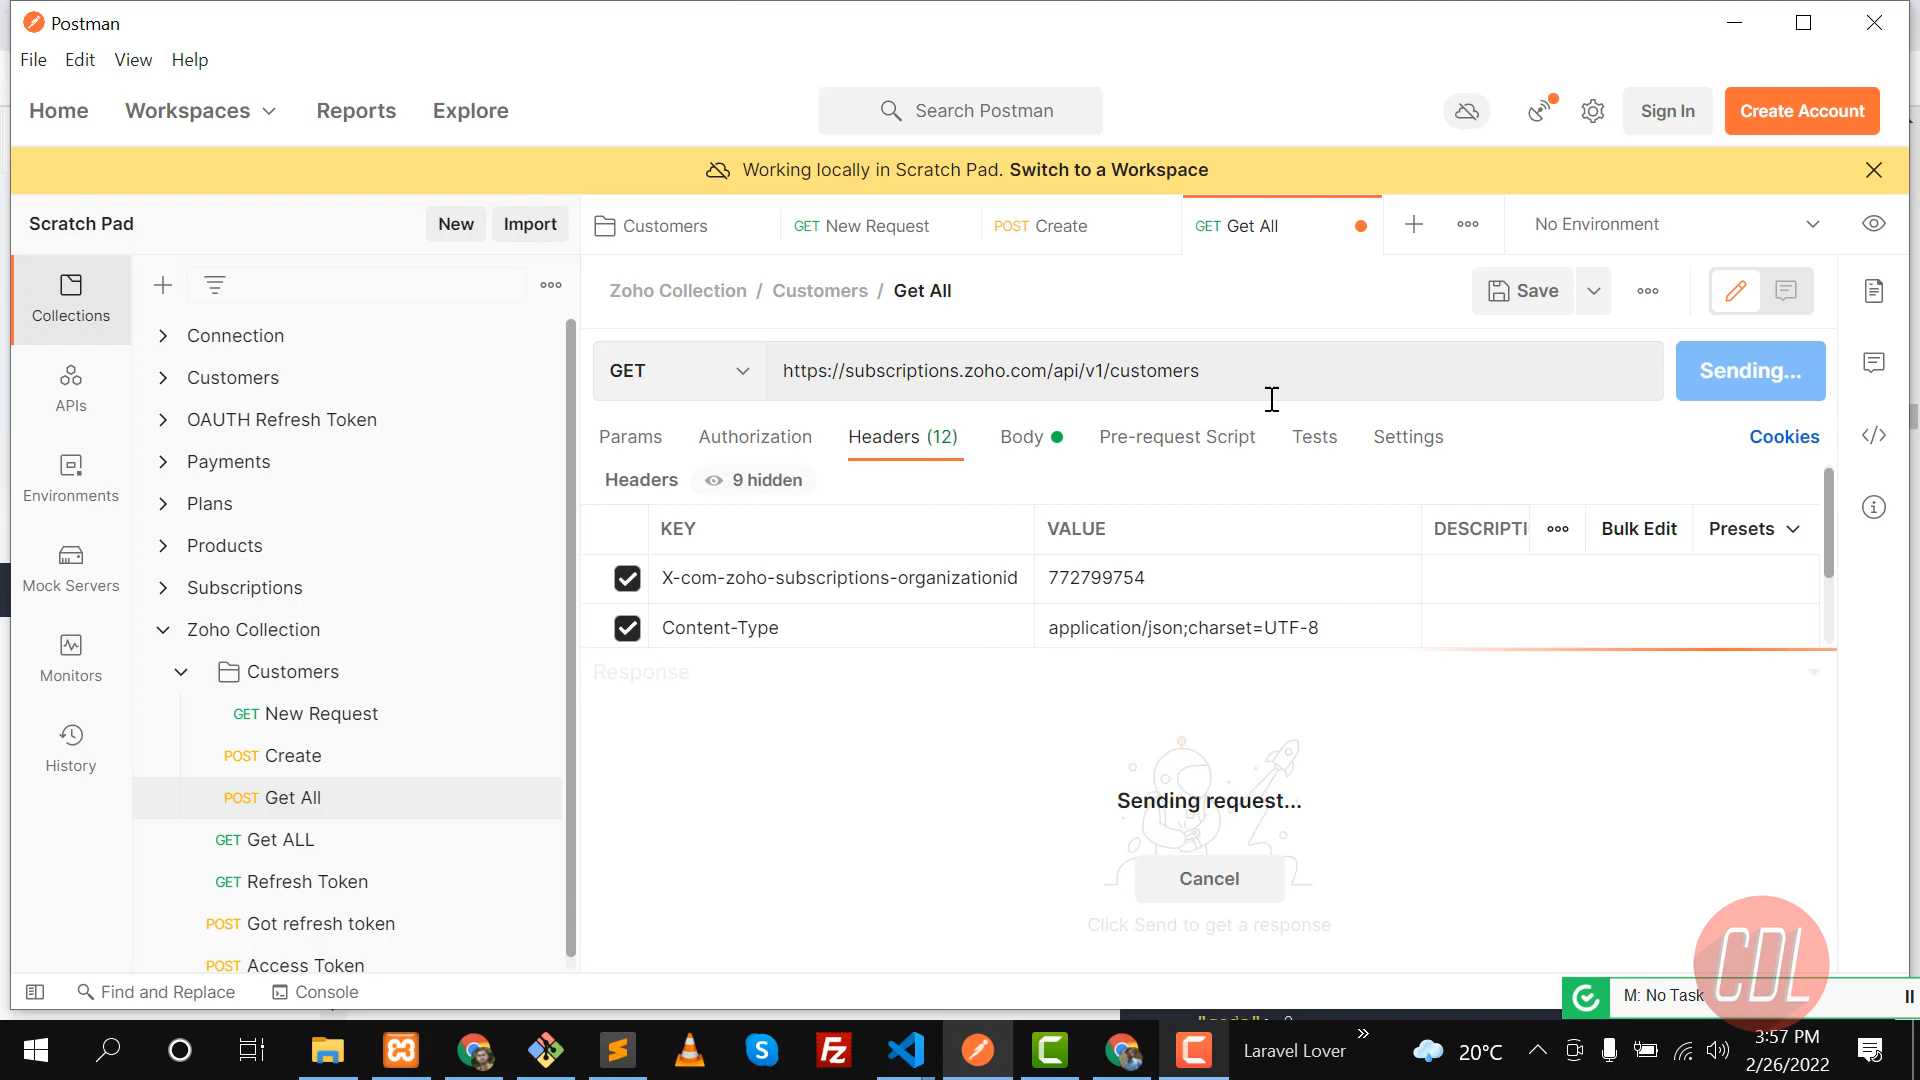 Postman
File Edit View Help
Home Workspaces Reports Explore Search Postman Sign In Create Account
Working locally in Scratch Pad. Switch to a Workspace
Scratch Pad New Import Customers GET New Request POST Create GET Get All No Environment
Collections
APIs
Environments
Mock Servers
Monitors
History
Connection
Customers
OAUTH Refresh Token
Payments
Plans
Products
Subscriptions
Zoho Collection
Customers
GET New Request
POST Create
POST Get All
GET Get ALL
GET Refresh Token
POST Got refresh token
POST Access Token
Zoho Collection / Customers / Get All Save
GET https://subscriptions.zoho.com/api/v1/customers Sending...
Params Authorization Headers (12) Body Pre-request Script Tests Settings Cookies
Headers 9 hidden
KEY VALUE DESCRIPTI Bulk Edit Presets
X-com-zoho-subscriptions-organizationid 772799754
Content-Type application/json;charset=UTF-8
Response
Sending request...
Cancel
Click Send to get a response
CDL
Find and Replace Console
M: No Task
Laravel Lover 20°C 3:57 PM
2/26/2022